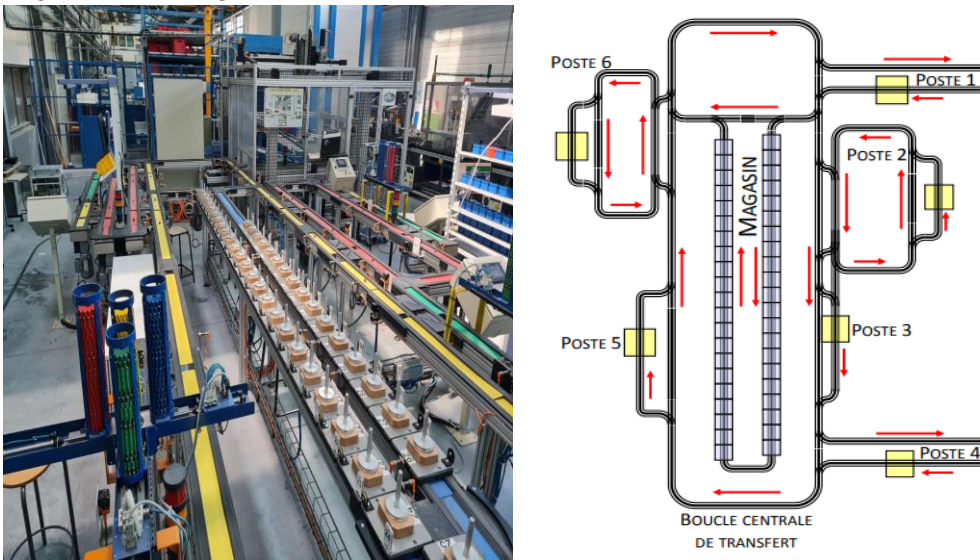 POSTE 6
POSTE 1
POSTE 2
MAGASIN
POSTE 5
POSTE 3
POSTE 4
BOUCLE CENTRALE
DE TRANSFERT